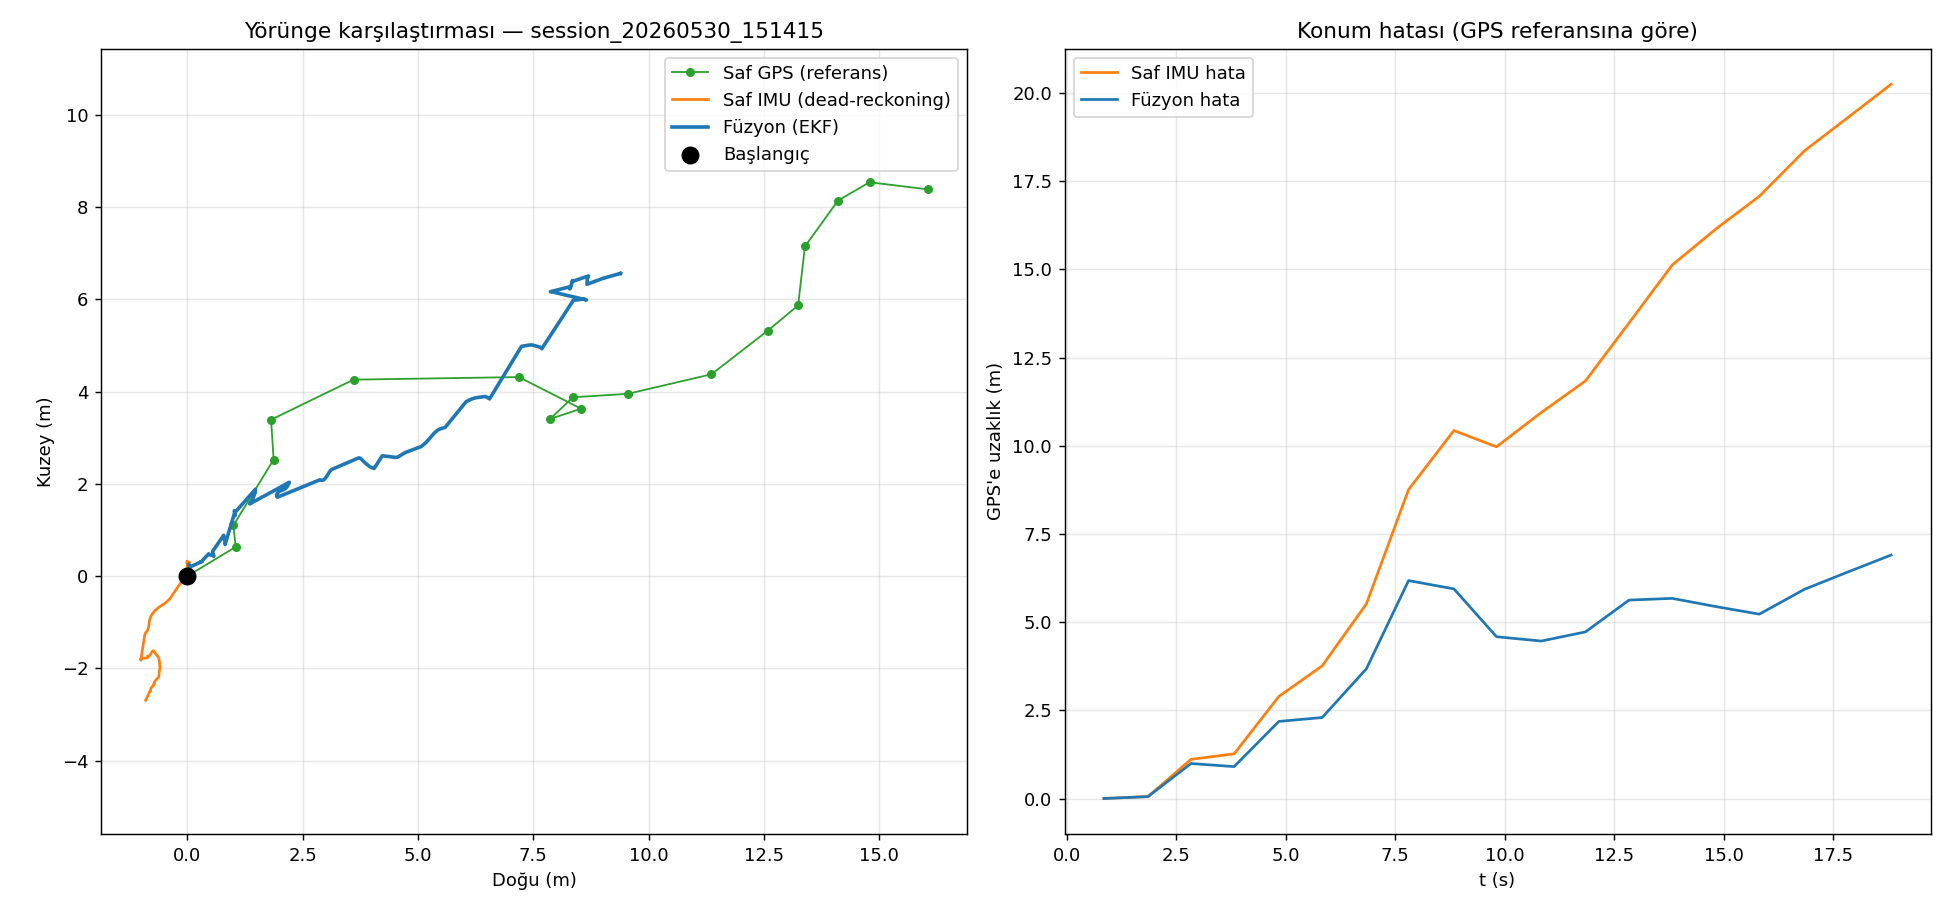 Yörünge karşılaştırması — session_20260530_151415
Saf GPS (referans)
Saf IMU (dead-reckoning)
Füzyon (EKF)
Başlangıç
Kuzey (m)
10
8
6
4
2
0
−2
−4
0.0 2.5 5.0 7.5 10.0 12.5 15.0
Doğu (m)
Konum hatası (GPS referansına göre)
Saf IMU hata
Füzyon hata
GPS'e uzaklık (m)
20.0
17.5
15.0
12.5
10.0
7.5
5.0
2.5
0.0
0.0 2.5 5.0 7.5 10.0 12.5 15.0 17.5
t (s)